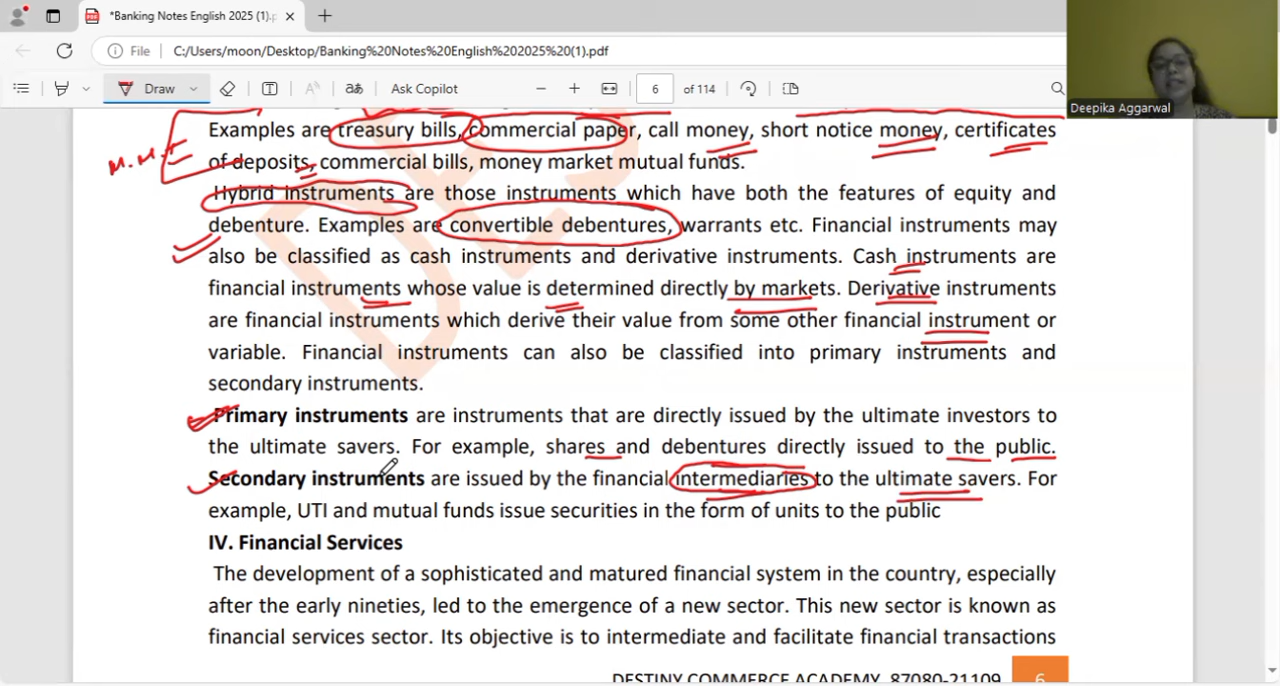 *Banking Notes English 2025 (1).p
File C:/Users/moon/Desktop/Banking%20Notes%20English%202025%20(1).pdf
Draw Ask Copilot 6 of 114
Deepika Aggarwal
Examples are treasury bills, commercial paper, call money, short notice money, certificates
M.M.I
of deposits, commercial bills, money market mutual funds.
Hybrid instruments are those instruments which have both the features of equity and
debenture. Examples are convertible debentures, warrants etc. Financial instruments may
also be classified as cash instruments and derivative instruments. Cash instruments are
financial instruments whose value is determined directly by markets. Derivative instruments
are financial instruments which derive their value from some other financial instrument or
variable. Financial instruments can also be classified into primary instruments and
secondary instruments.
Primary instruments are instruments that are directly issued by the ultimate investors to
the ultimate savers. For example, shares and debentures directly issued to the public.
Secondary instruments are issued by the financial intermediaries to the ultimate savers. For
example, UTI and mutual funds issue securities in the form of units to the public
IV. Financial Services
The development of a sophisticated and matured financial system in the country, especially
after the early nineties, led to the emergence of a new sector. This new sector is known as
financial services sector. Its objective is to intermediate and facilitate financial transactions
DESTINY COMMERCE ACADEMY 87080-21109 6